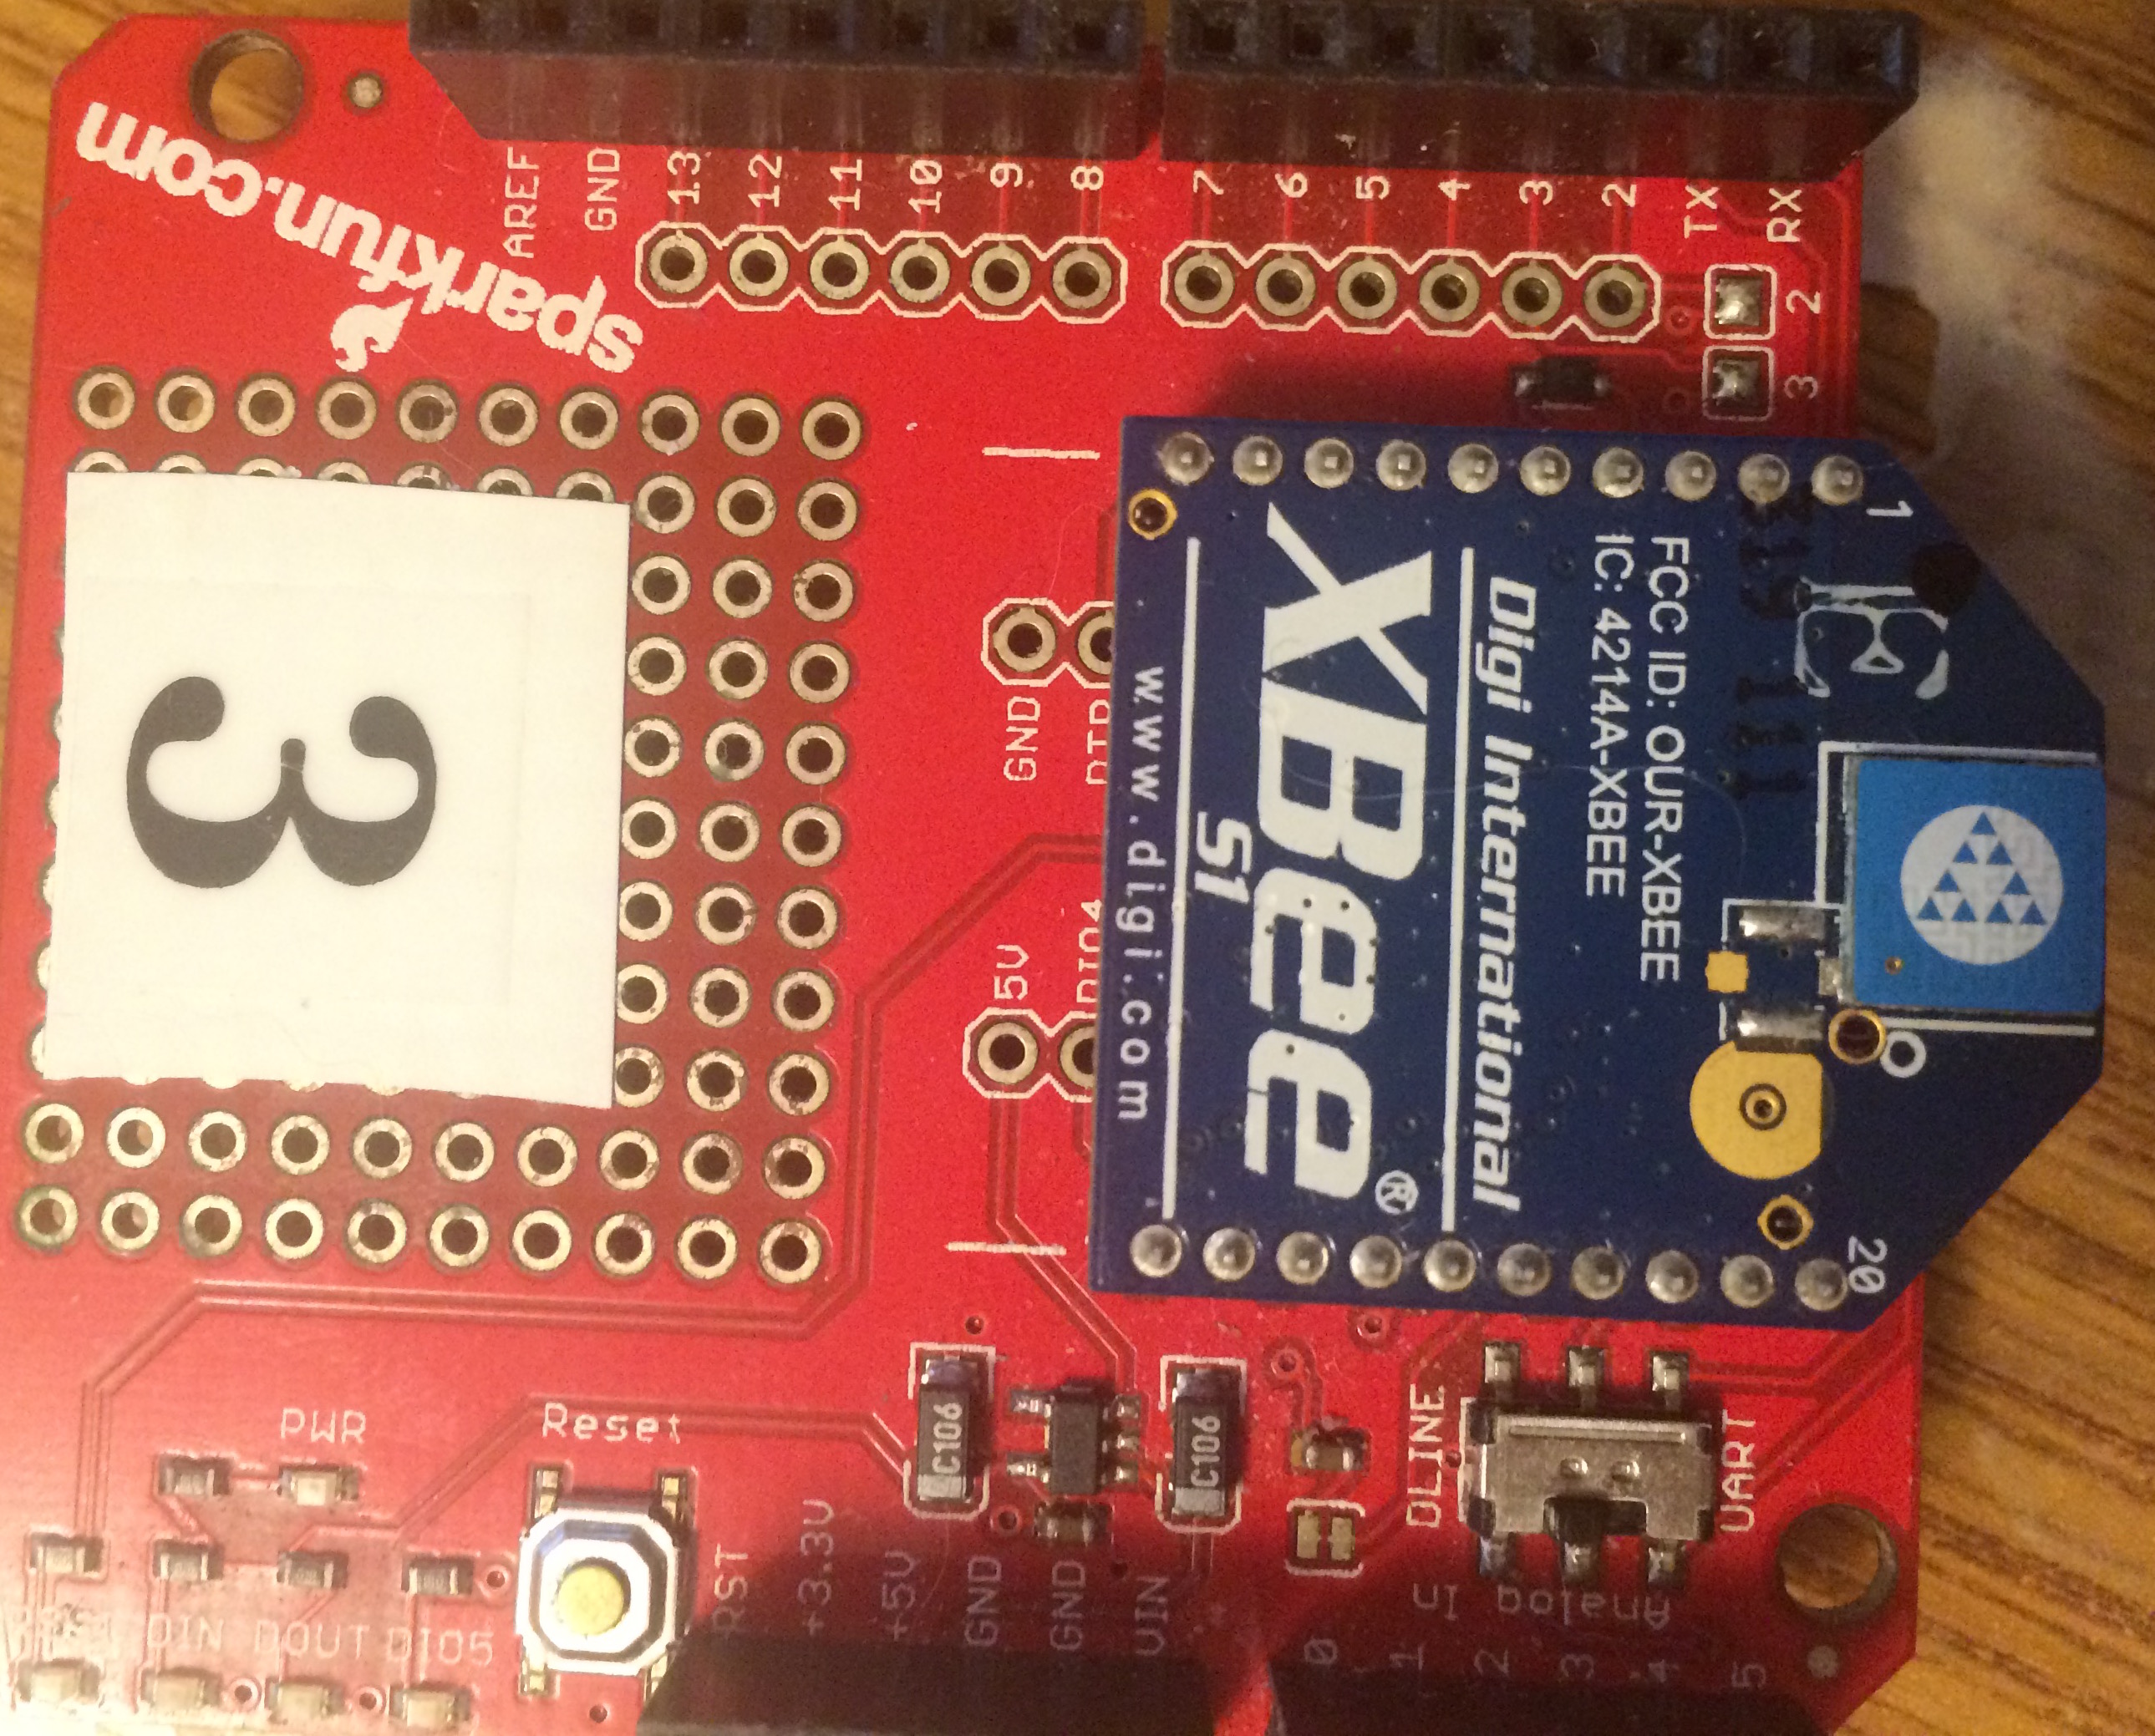 sparkfun.com
AREF
GND
13
12
11
10
9
8
7
6
5
4
3
2
TX
RX
2
3
3
GND
5V
DIO4
www.digi.com
XBee®
S1
Digi International
FCC ID: OUR-XBEE
IC: 4214A-XBEE
1
20
PWR
Reset
C106
C106
DLINE
UART
DIN
DOUT
DIO5
RST
+3.3V
+5V
GND
GND
VIN
Analog In
0
1
2
3
4
5